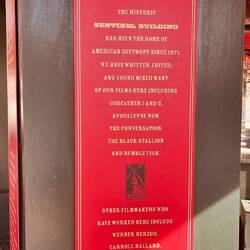 THE HISTORIC
SENTINEL BUILDING
HAS BEEN THE HOME OF
AMERICAN ZOETROPE SINCE 1971.
WE HAVE WRITTEN, EDITED,
AND SOUND MIXED MANY
OF OUR FILMS HERE INCLUDING
GODFATHER I AND II,
APOCALYPSE NOW,
THE CONVERSATION,
THE BLACK STALLION
AND RUMBLE FISH.
OTHER FILMMAKERS WHO
HAVE WORKED HERE INCLUDE
WERNER HERZOG,
CARROLL BALLARD,